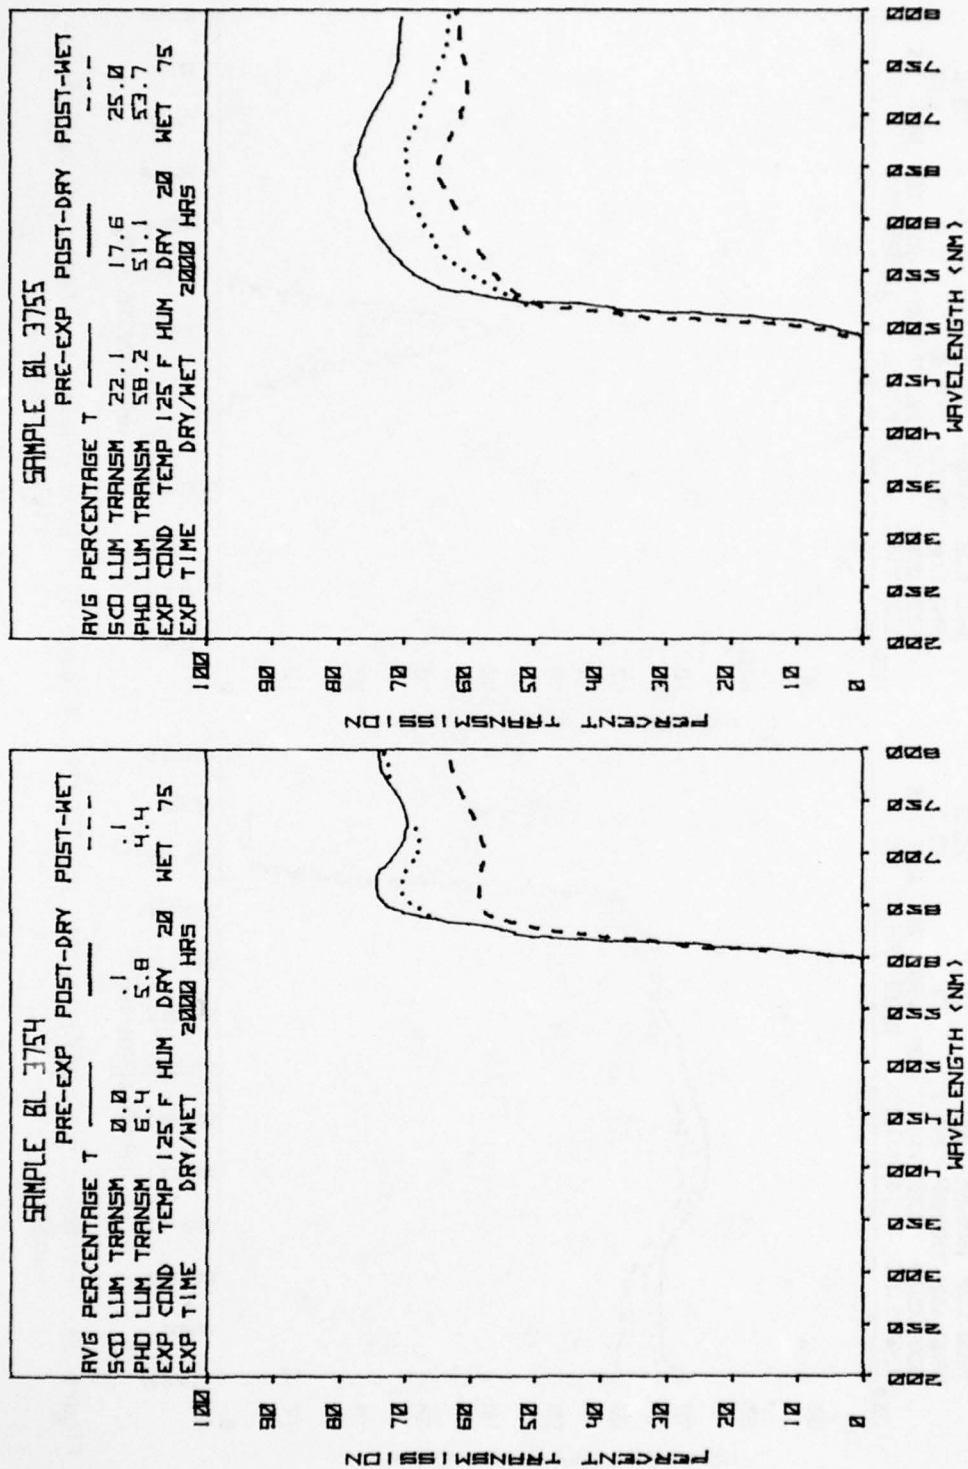 SAMPLE BL 3754
PRE-EXP POST-DRY POST-WET
AVG PERCENTAGE T
SCO LUM TRANSM 0.0 .1 .1
PHO LUM TRANSM 6.4 5.8 4.4
EXP COND TEMP 125 F HUM DRY 20 WET 75
EXP TIME DRY/WET 2000 HRS
100
90
80
70
60
50
40
30
20
10
0
PERCENT TRANSMISSION
200 250 300 350 400 450 500 550 600 650 700 750 800
WAVELENGTH (NM)
SAMPLE BL 3755
PRE-EXP POST-DRY POST-WET
AVG PERCENTAGE T
SCO LUM TRANSM 22.1 17.6 25.0
PHO LUM TRANSM 58.2 51.1 53.7
EXP COND TEMP 125 F HUM DRY 20 WET 75
EXP TIME DRY/WET 2000 HRS
100
90
80
70
60
50
40
30
20
10
0
PERCENT TRANSMISSION
200 250 300 350 400 450 500 550 600 650 700 750 800
WAVELENGTH (NM)